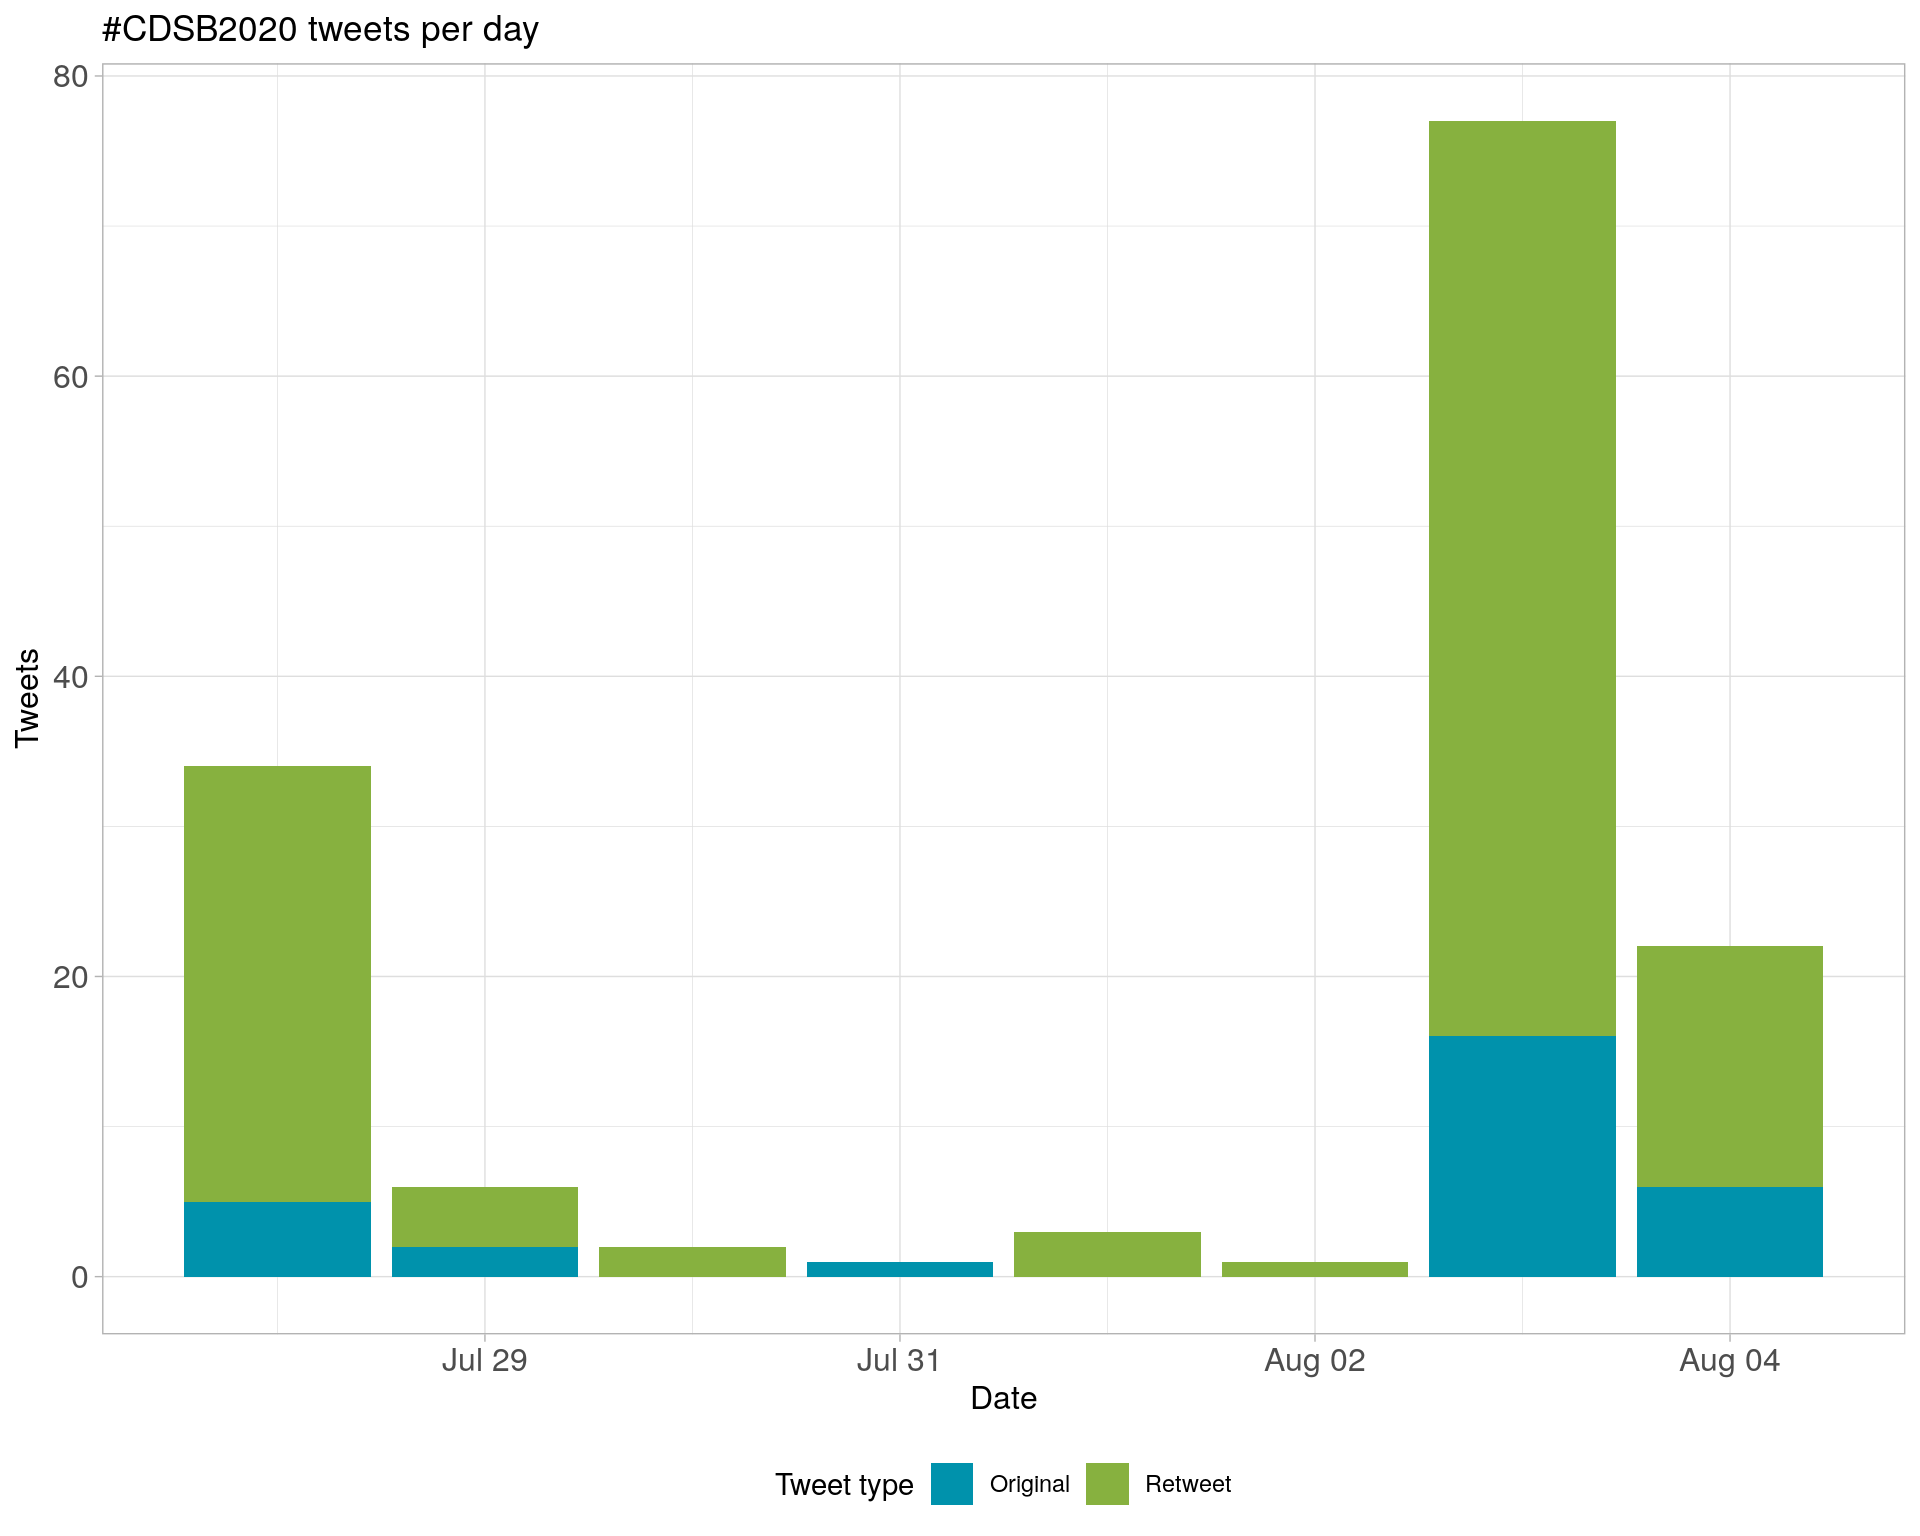 #CDSB2020 tweets per day
80
60
40
20
0
Tweets
Jul 29 Jul 31 Aug 02 Aug 04
Date
Tweet type Original Retweet